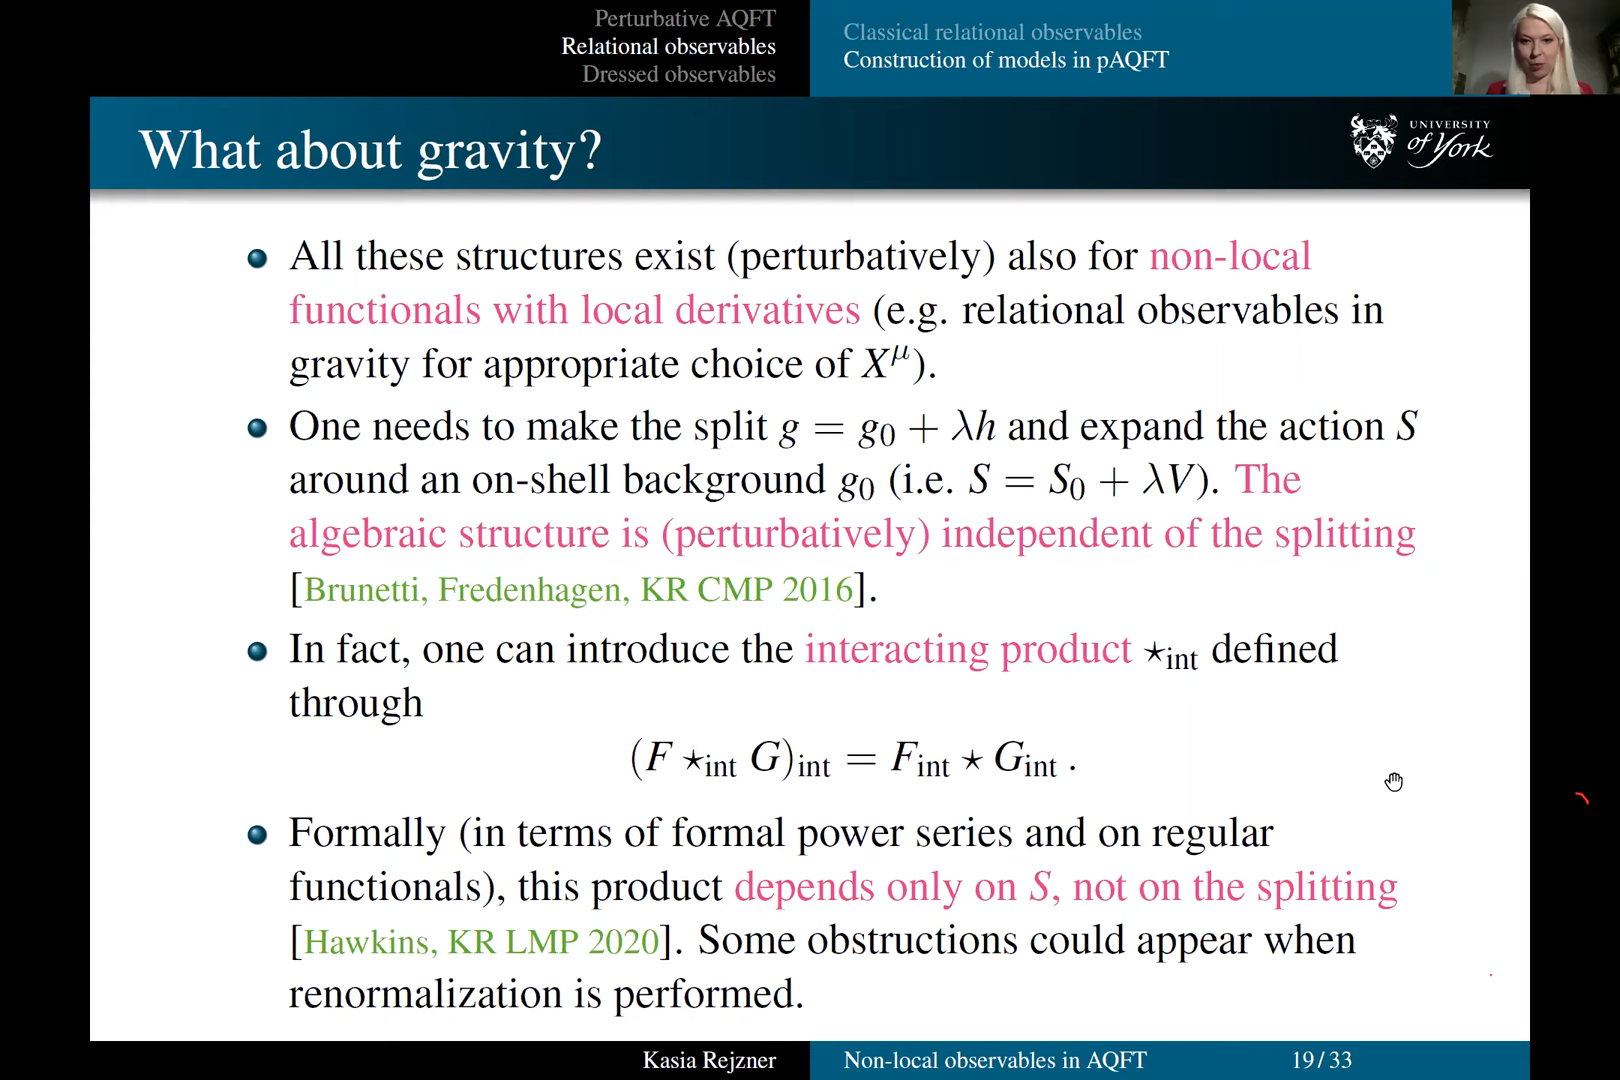 Perturbative AQFT
Relational observables
Dressed observables
Classical relational observables
Construction of models in pAQFT
What about gravity?
UNIVERSITY
of York
All these structures exist (perturbatively) also for non-local
functionals with local derivatives (e.g. relational observables in
gravity for appropriate choice of X^μ).
One needs to make the split g = g₀ + λh and expand the action S
around an on-shell background g₀ (i.e. S = S₀ + λV). The
algebraic structure is (perturbatively) independent of the splitting
[Brunetti, Fredenhagen, KR CMP 2016].
In fact, one can introduce the interacting product ⋆_int defined
through
(F ⋆_int G)_int = F_int ⋆ G_int .
Formally (in terms of formal power series and on regular
functionals), this product depends only on S, not on the splitting
[Hawkins, KR LMP 2020]. Some obstructions could appear when
renormalization is performed.
Kasia Rejzner
Non-local observables in AQFT
19 / 33